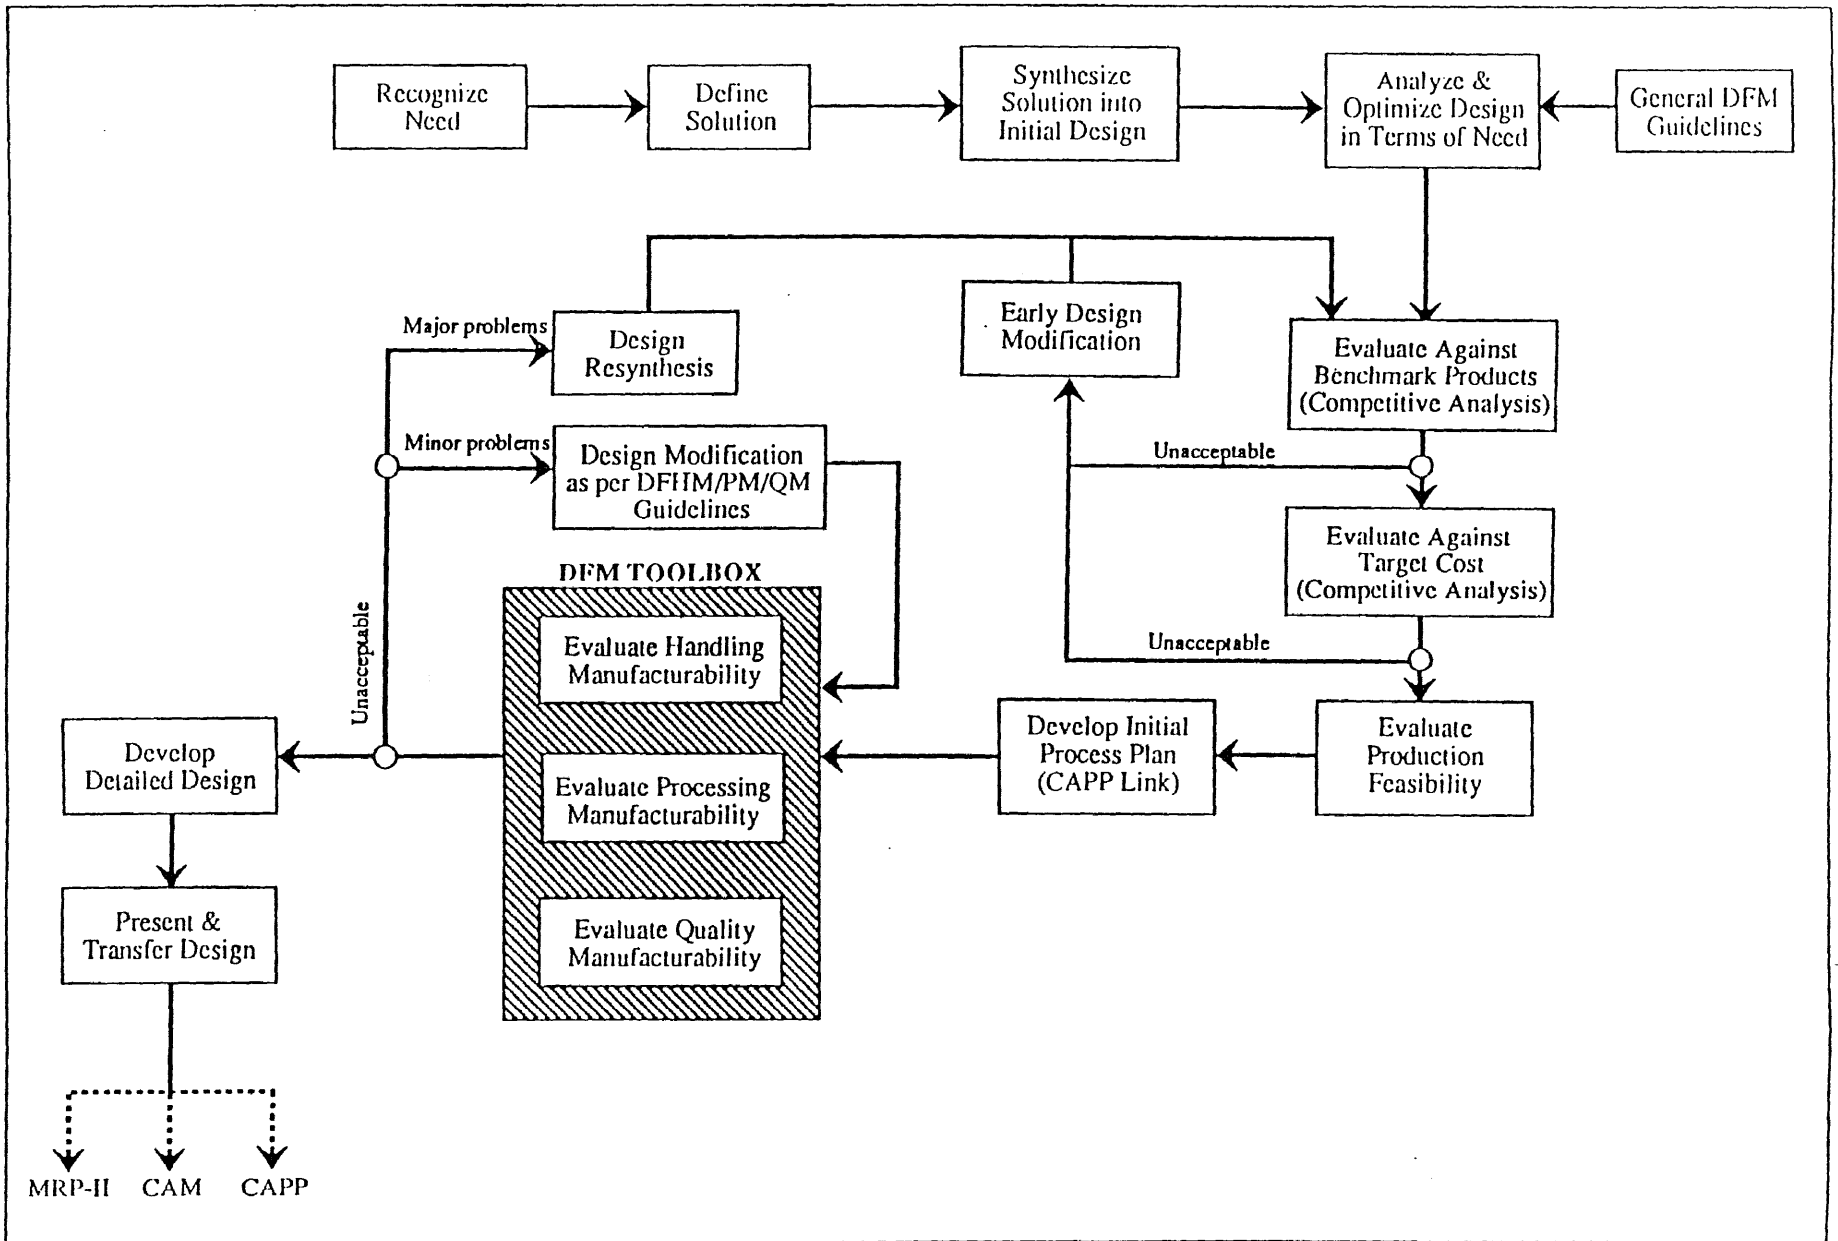 Recognize
Need
Define
Solution
Synthesize
Solution into
Initial Design
Analyze &
Optimize Design
in Terms of Need
General DFM
Guidelines
Major problems
Design
Resynthesis
Early Design
Modification
Evaluate Against
Benchmark Products
(Competitive Analysis)
Minor problems
Design Modification
as per DFHM/PM/QM
Guidelines
Unacceptable
Evaluate Against
Target Cost
(Competitive Analysis)
DFM TOOLBOX
Evaluate Handling
Manufacturability
Unacceptable
Unacceptable
Develop
Detailed Design
Evaluate Processing
Manufacturability
Develop Initial
Process Plan
(CAPP Link)
Evaluate
Production
Feasibility
Present &
Transfer Design
Evaluate Quality
Manufacturability
MRP-II
CAM
CAPP